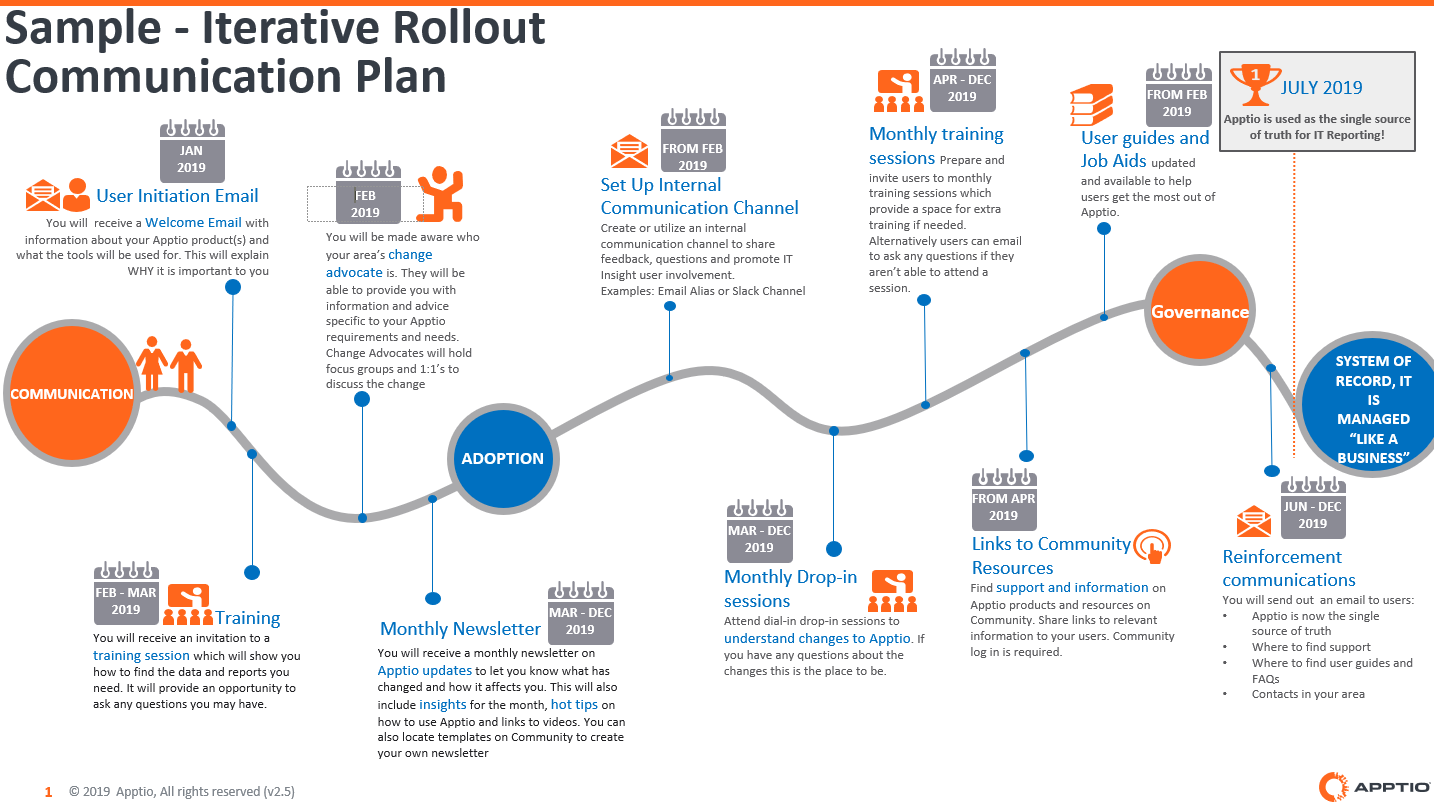 Sample - Iterative Rollout
Communication Plan
JAN
2019
User Initiation Email
You will receive a Welcome Email with
information about your Apptio product(s) and
what the tools will be used for. This will explain
WHY it is important to you
FEB
2019
You will be made aware who
your area's change
advocate is. They will be
able to provide you with
information and advice
specific to your Apptio
requirements and needs.
Change Advocates will hold
focus groups and 1:1's to
discuss the change
FROM FEB
2019
Set Up Internal
Communication Channel
Create or utilize an internal
communication channel to share
feedback, questions and promote IT
Insight user involvement.
Examples: Email Alias or Slack Channel
APR - DEC
2019
Monthly training
sessions Prepare and
invite users to monthly
training sessions which
provide a space for extra
training if needed.
Alternatively users can email
to ask any questions if they
aren't able to attend a
session.
FROM FEB
2019
User guides and
Job Aids updated
and available to help
users get the most out of
Apptio.
1
JULY 2019
Apptio is used as the single source
of truth for IT Reporting!
COMMUNICATION
ADOPTION
Governance
SYSTEM OF
RECORD, IT
IS
MANAGED
“LIKE A
BUSINESS”
FEB - MAR
2019
Training
You will receive an invitation to a
training session which will show you
how to find the data and reports you
need. It will provide an opportunity to
ask any questions you may have.
MAR - DEC
2019
Monthly Newsletter
You will receive a monthly newsletter on
Apptio updates to let you know what has
changed and how it affects you. This will also
include insights for the month, hot tips on
how to use Apptio and links to videos. You can
also locate templates on Community to create
your own newsletter
MAR - DEC
2019
Monthly Drop-in
sessions
Attend dial-in drop-in sessions to
understand changes to Apptio. If
you have any questions about the
changes this is the place to be.
FROM APR
2019
Links to Community
Resources
Find support and information on
Apptio products and resources on
Community. Share links to relevant
information to your users. Community
log in is required.
JUN - DEC
2019
Reinforcement
communications
You will send out an email to users:
• Apptio is now the single
source of truth
• Where to find support
• Where to find user guides and
FAQs
• Contacts in your area
1 © 2019 Apptio, All rights reserved (v2.5)
APPTIO